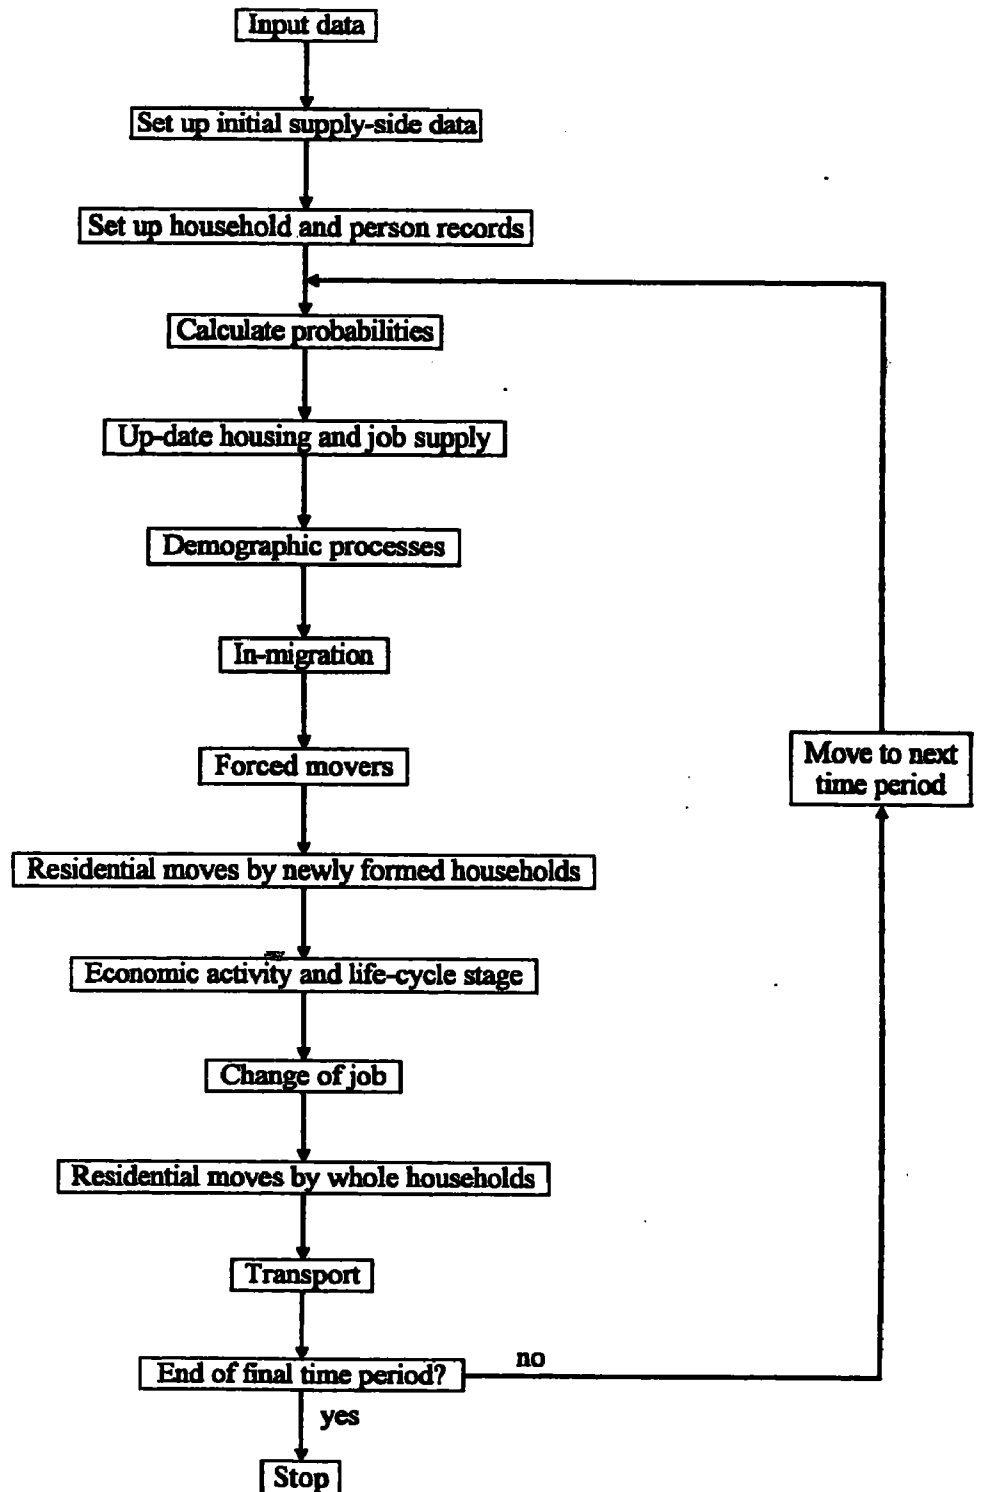 Input data
Set up initial supply-side data
Set up household and person records
Calculate probabilities
Up-date housing and job supply
Demographic processes
In-migration
Forced movers
Move to next
time period
Residential moves by newly formed households
Economic activity and life-cycle stage
Change of job
Residential moves by whole households
Transport
End of final time period?
no
yes
Stop